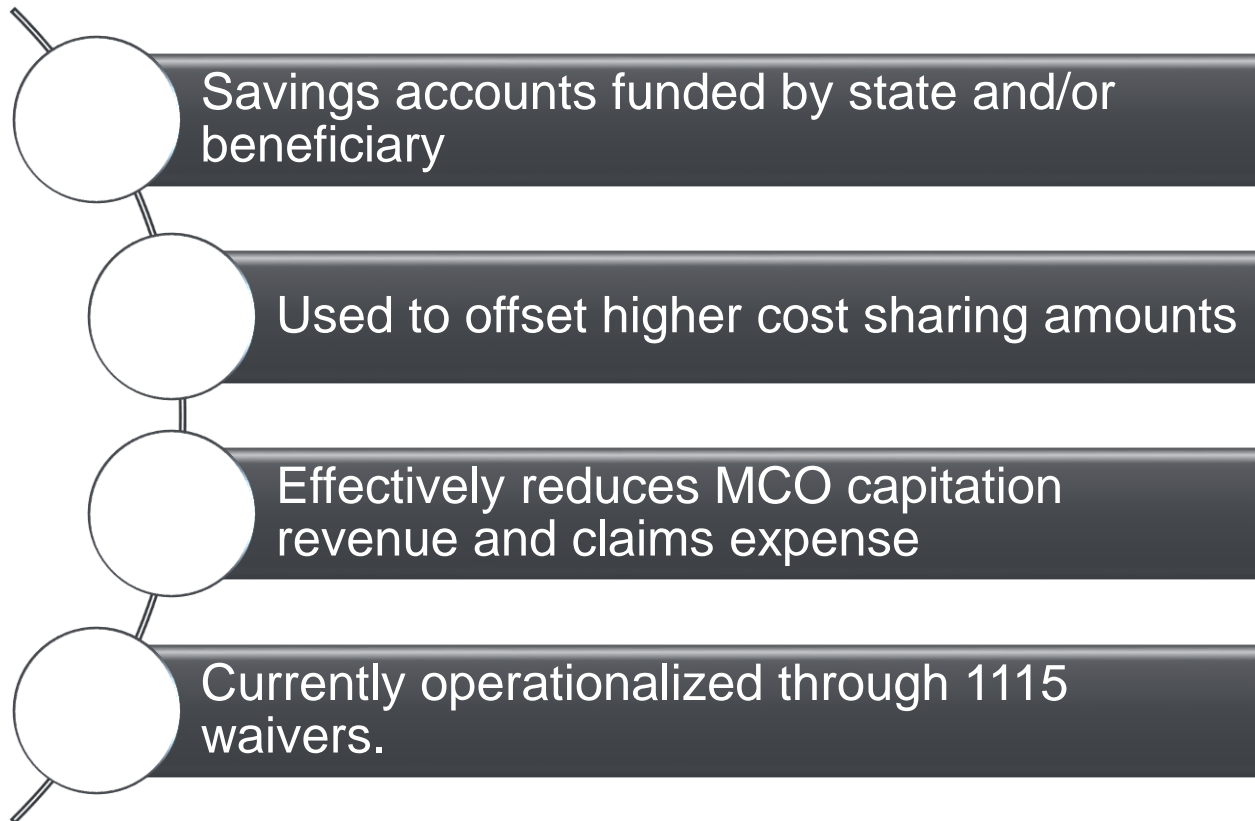 Savings accounts funded by state and/or
beneficiary
Used to offset higher cost sharing amounts
Effectively reduces MCO capitation
revenue and claims expense
Currently operationalized through 1115
waivers.